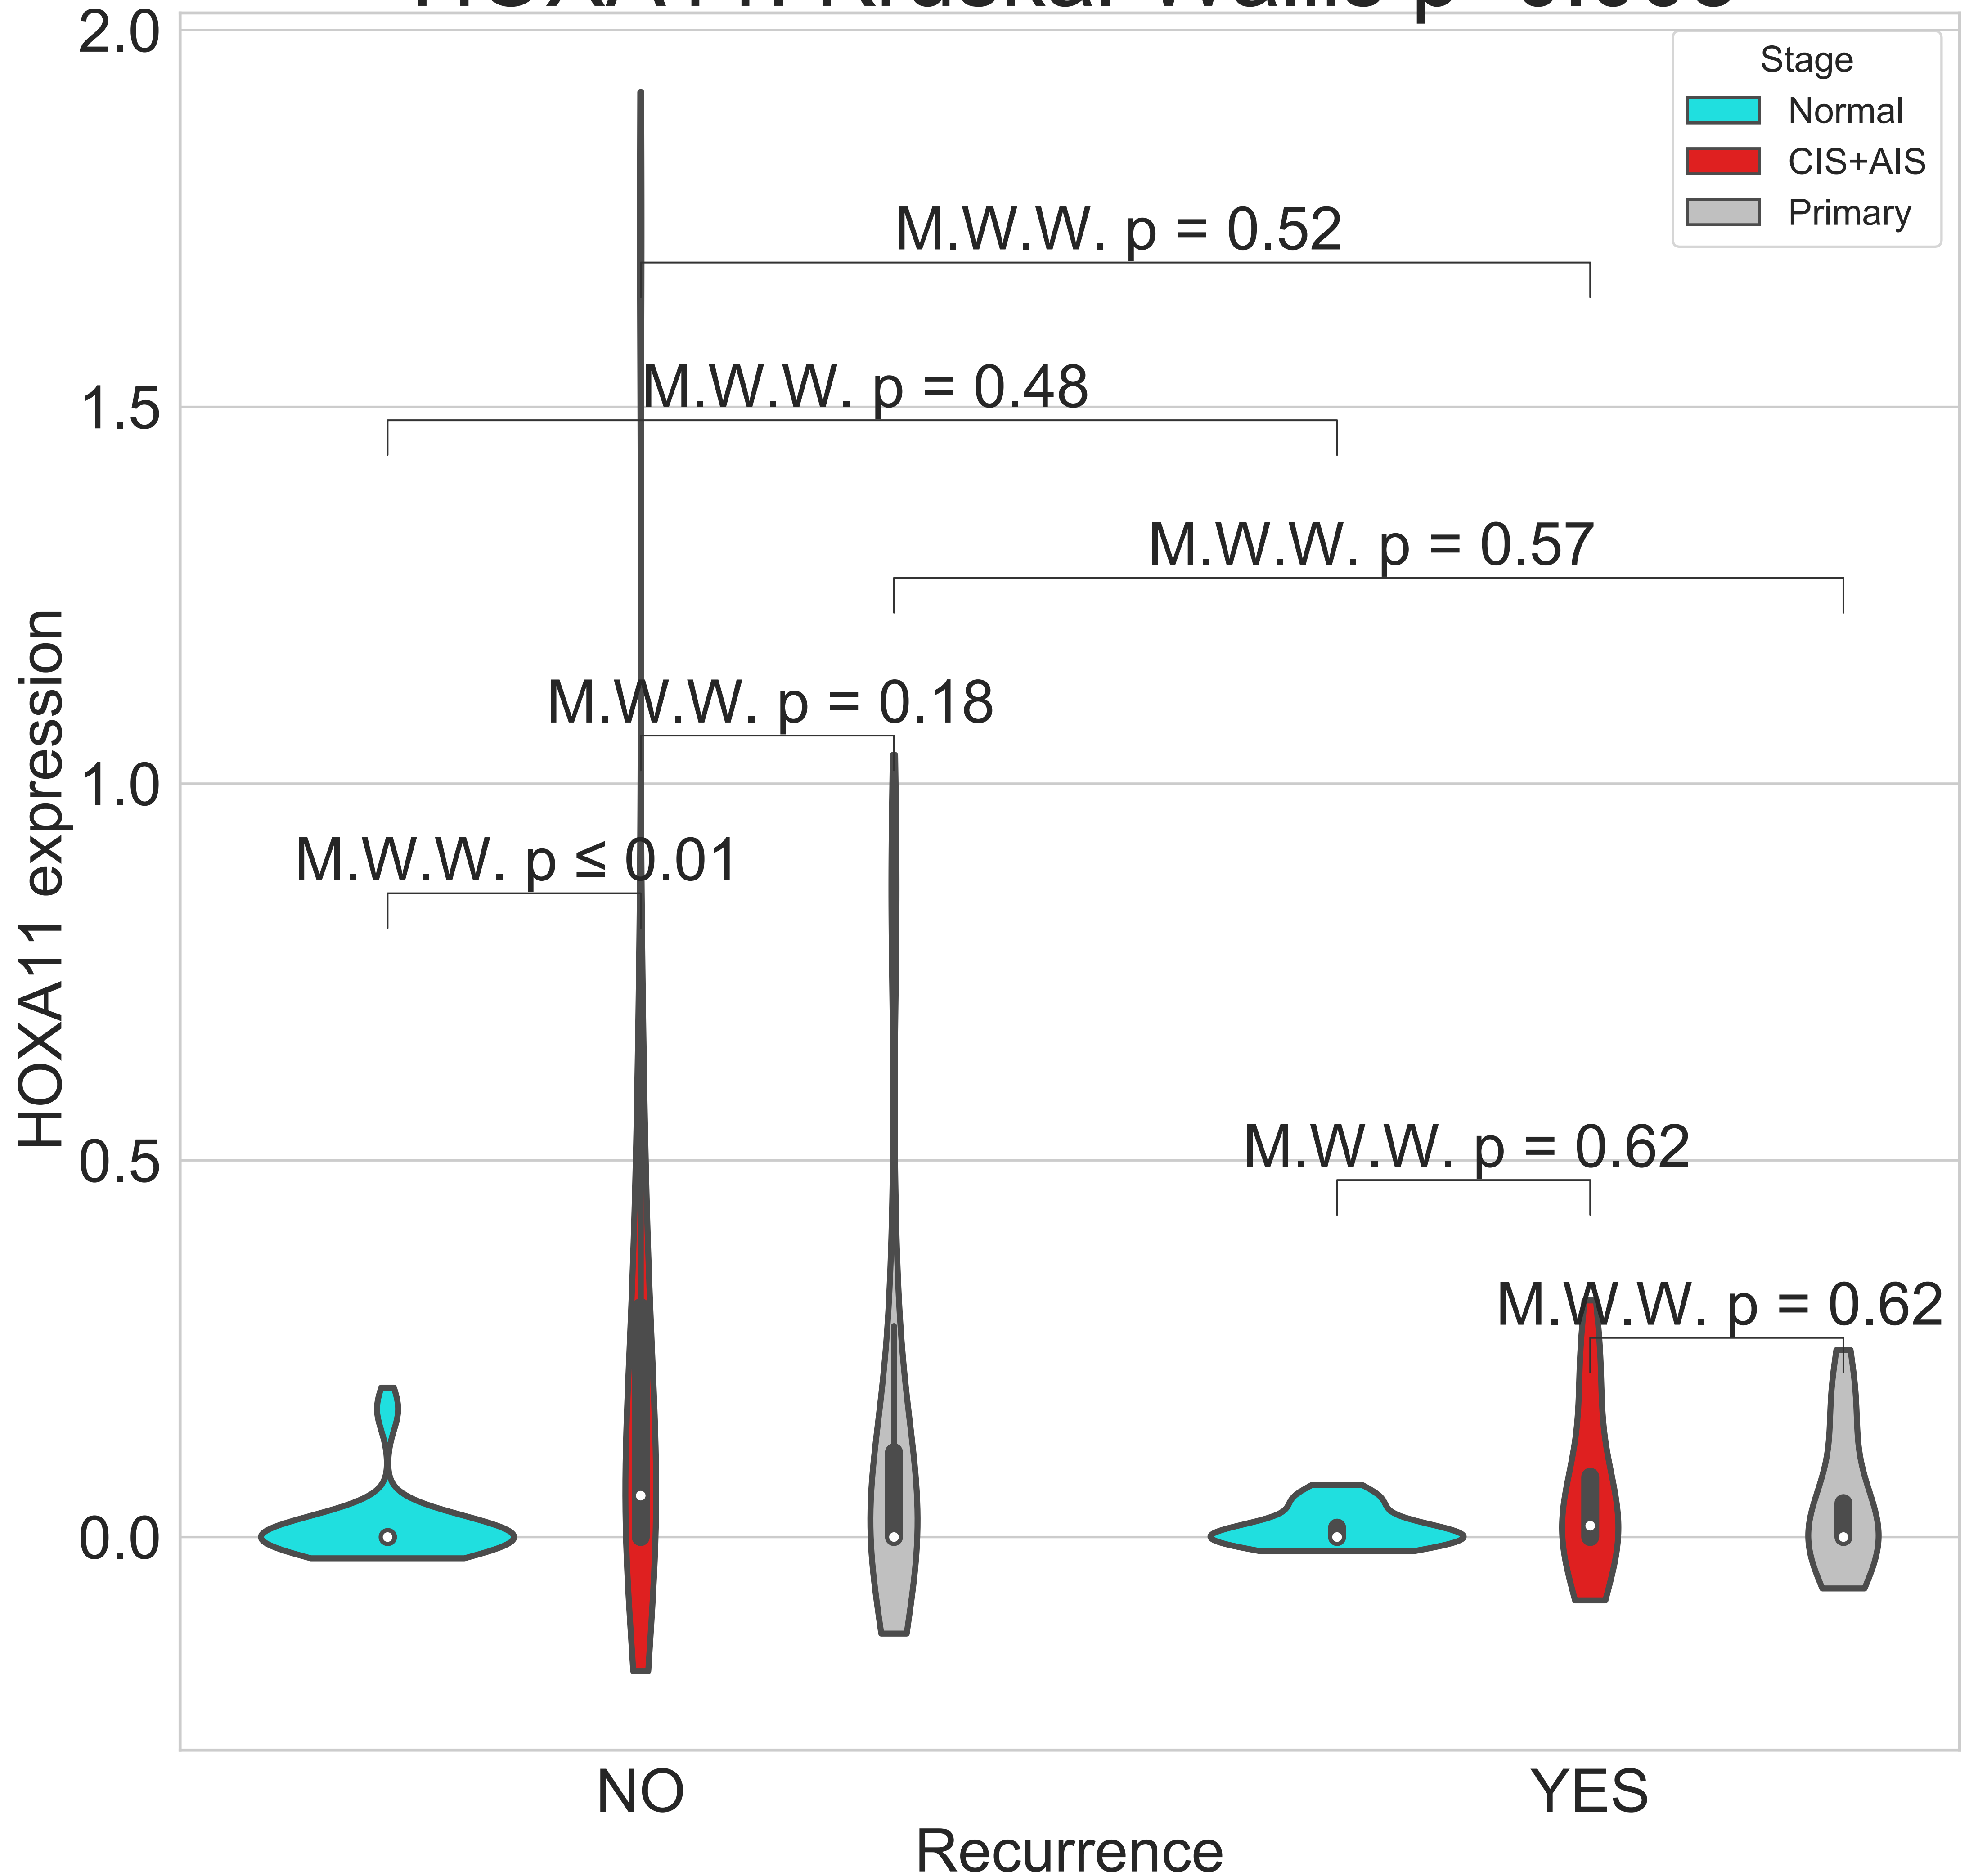 2.0
Stage
Normal
CIS+AIS
Primary
M.W.W. p = 0.52
M.W.W. p = 0.48
1.5
M.W.W. p = 0.57
M.W.W. p = 0.18
1.0
M.W.W. p ≤ 0.01
HOXA11 expression
M.W.W. p = 0.62
0.5
M.W.W. p = 0.62
0.0
NO
YES
Recurrence